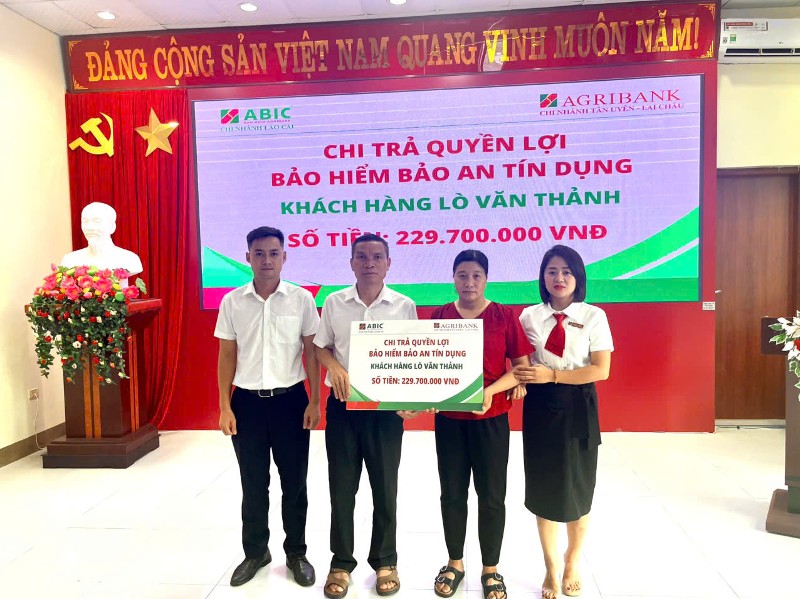 ĐẢNG CỘNG SẢN VIỆT NAM QUANG VINH MUÔN NĂM!
ABIC
CHI NHÁNH LÀO CAI
AGRIBANK
CHI NHÁNH TÂN UYÊN - LAI CHÂU
CHI TRẢ QUYỀN LỢI
BẢO HIỂM BẢO AN TÍN DỤNG
KHÁCH HÀNG LÒ VĂN THẢNH
SỐ TIỀN: 229.700.000 VNĐ
ABIC
AGRIBANK
CHI TRẢ QUYỀN LỢI
BẢO HIỂM BẢO AN TÍN DỤNG
KHÁCH HÀNG LÒ VĂN THẢNH
SỐ TIỀN: 229.700.000 VNĐ